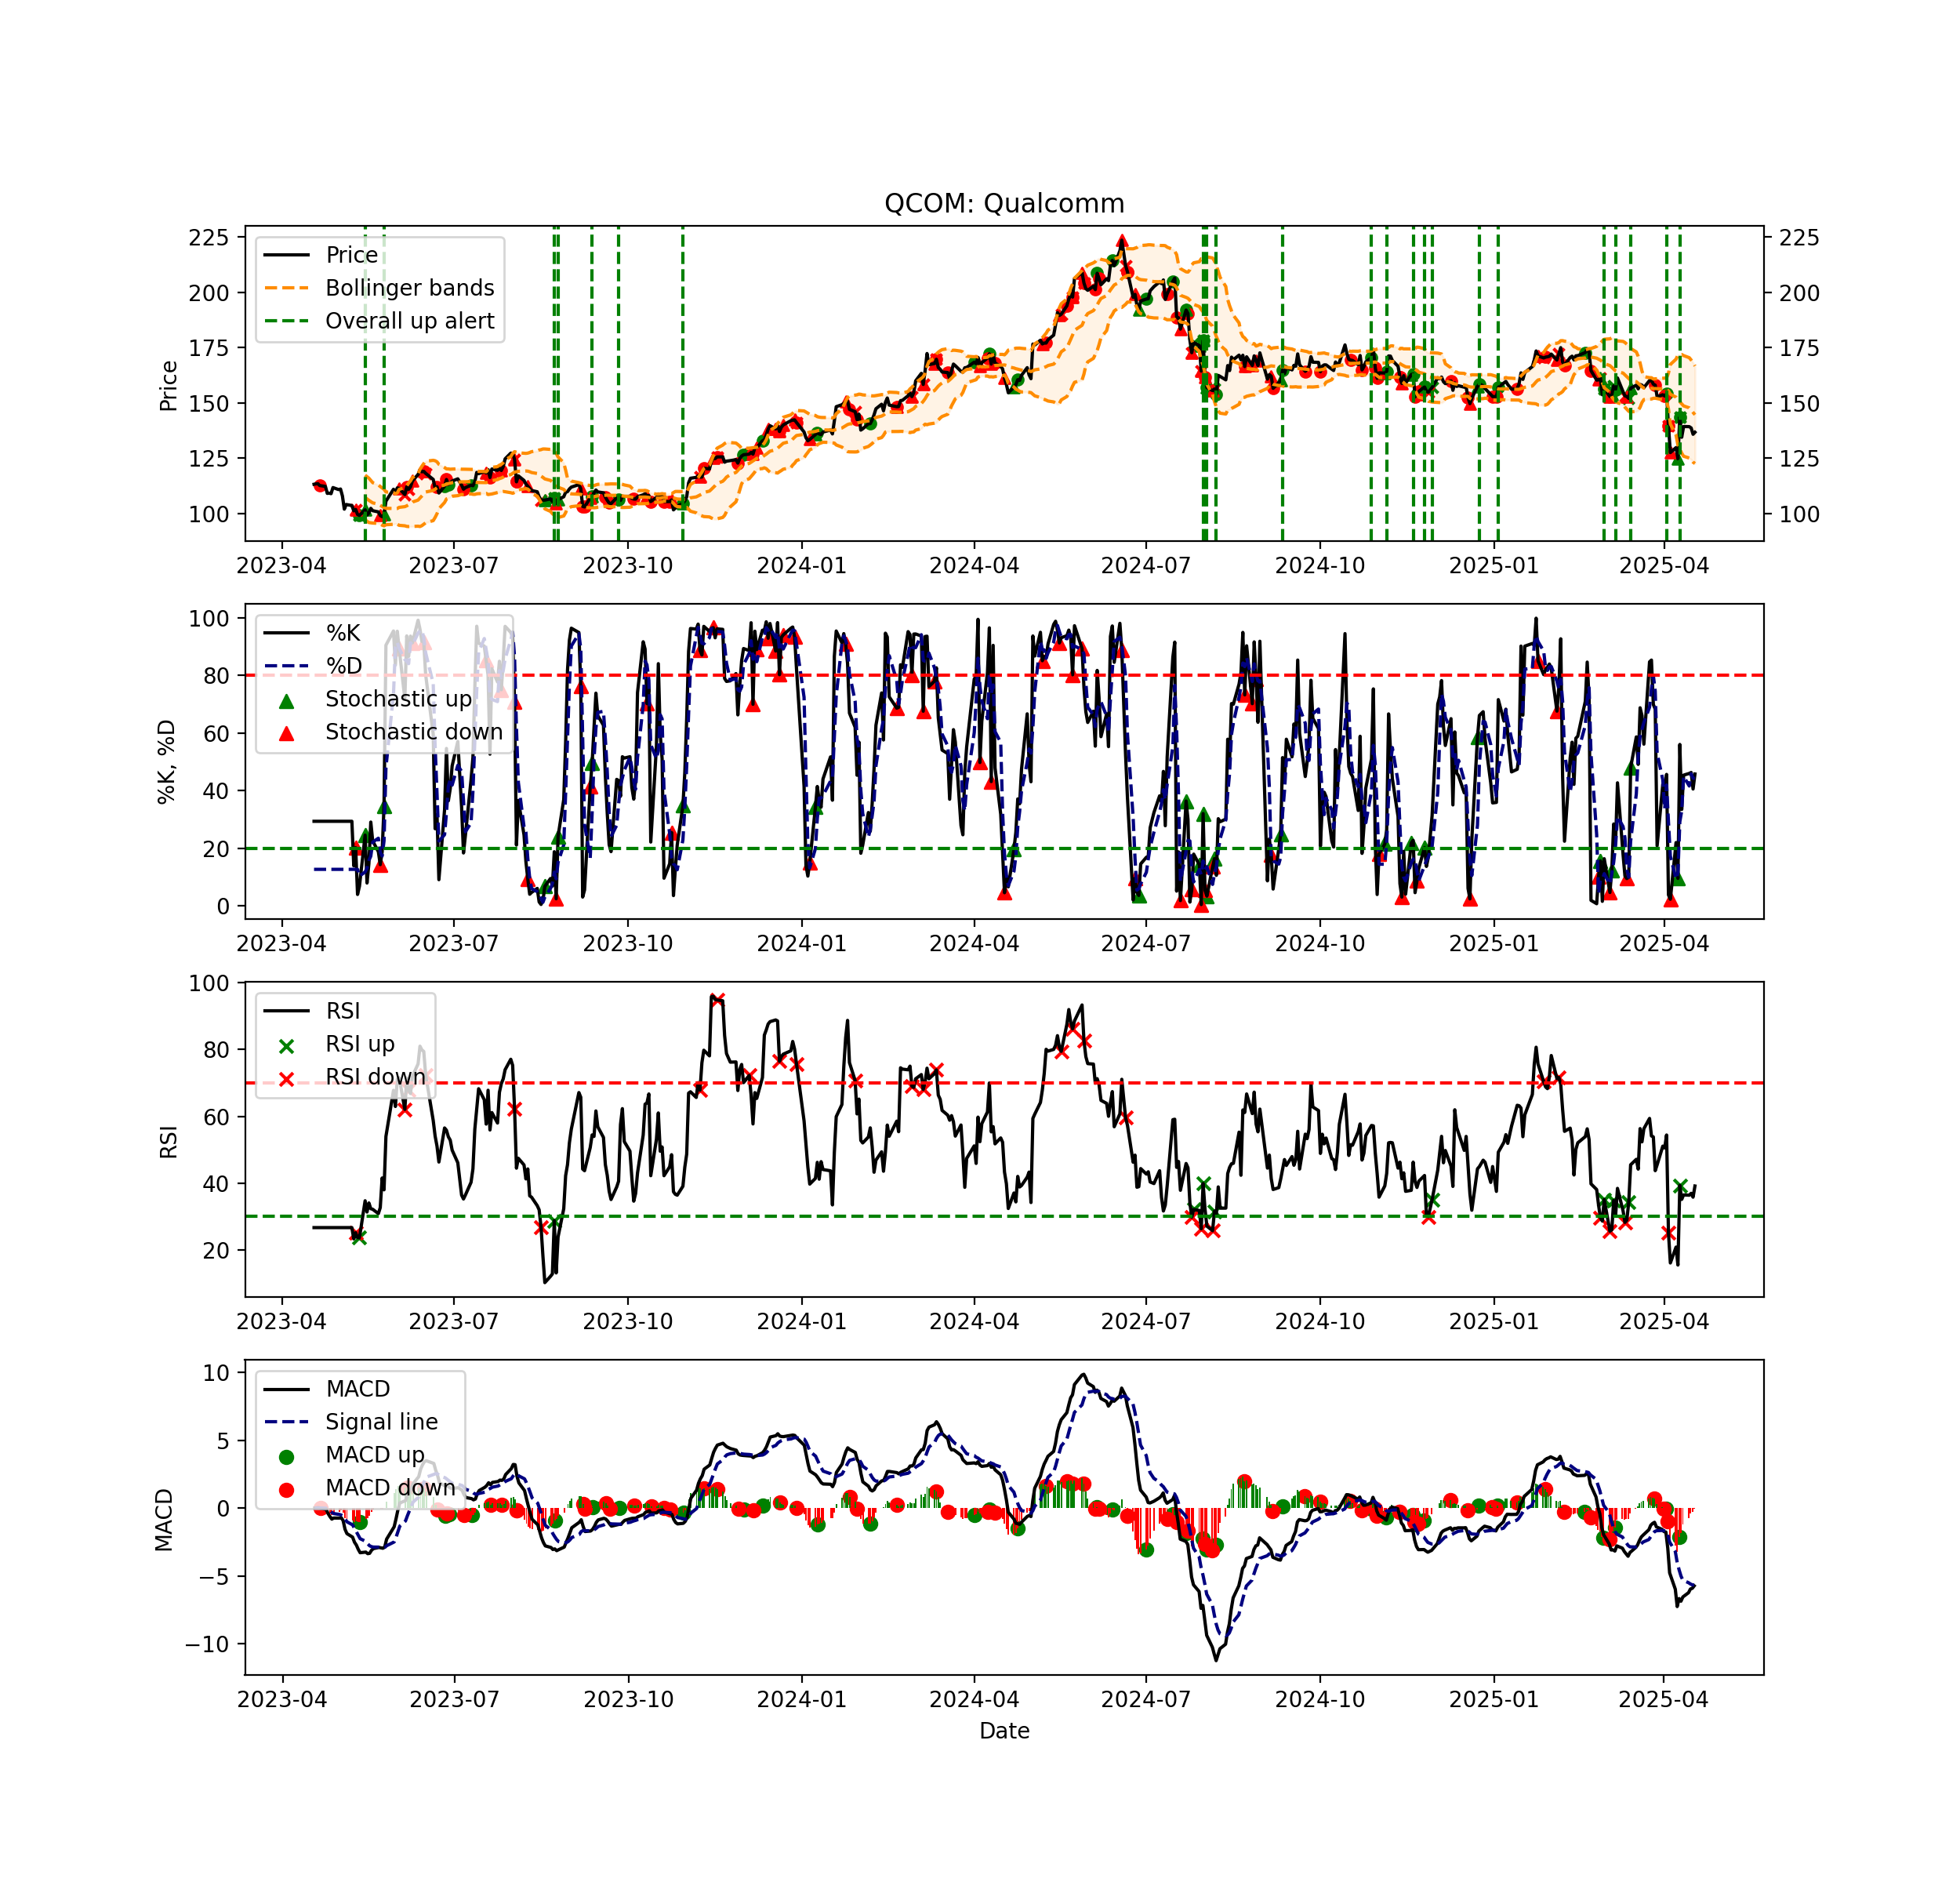 QCOM: Qualcomm
225
200
175
150
125
100
Price
Price
Bollinger bands
Overall up alert
225
200
175
150
125
100
2023-04 2023-07 2023-10 2024-01 2024-04 2024-07 2024-10 2025-01 2025-04
100
80
60
40
20
0
%K, %D
%K
%D
Stochastic up
Stochastic down
2023-04 2023-07 2023-10 2024-01 2024-04 2024-07 2024-10 2025-01 2025-04
100
80
60
40
20
RSI
RSI
RSI up
RSI down
2023-04 2023-07 2023-10 2024-01 2024-04 2024-07 2024-10 2025-01 2025-04
10
5
0
−5
−10
MACD
MACD
Signal line
MACD up
MACD down
2023-04 2023-07 2023-10 2024-01 2024-04 2024-07 2024-10 2025-01 2025-04
Date